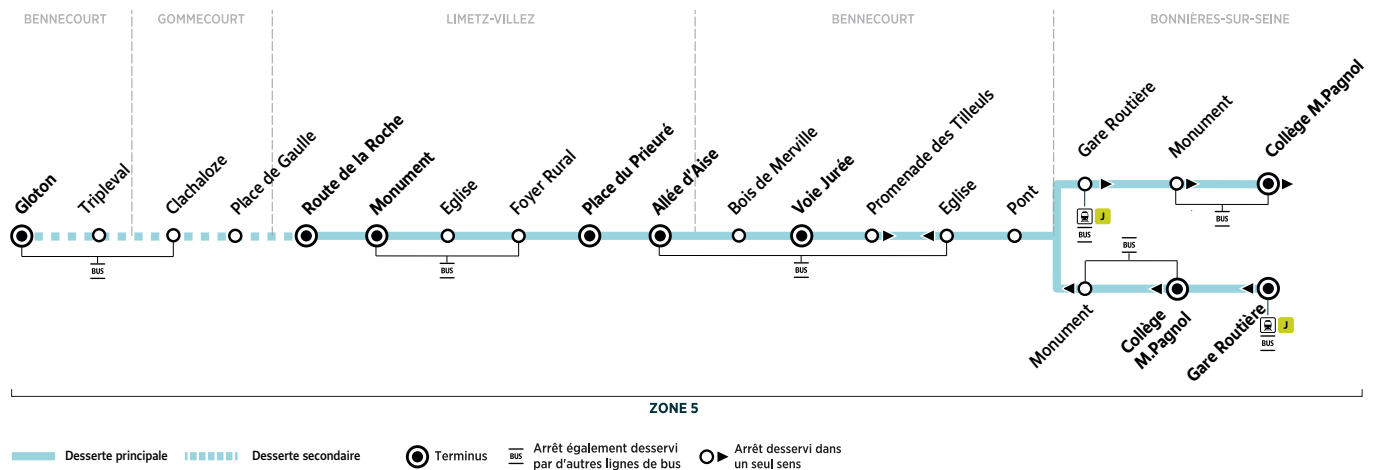 BENNECOURT
GOMMECOURT
LIMETZ-VILLEZ
BENNECOURT
BONNIÈRES-SUR-SEINE
Gloton
Tripleval
Clachaloze
Place de Gaulle
Route de la Roche
Monument
Eglise
Foyer Rural
Place du Prieuré
Allée d'Aise
Bois de Merville
Voie Jurée
Promenade des Tilleuls
Eglise
Pont
Gare Routière
Monument
Collège M.Pagnol
J
BUS
BUS
BUS
BUS
BUS
BUS
BUS
Monument
Collège
M.Pagnol
Gare Routière
J
BUS
ZONE 5
Desserte principale
Desserte secondaire
Terminus
BUS
Arrêt également desservi
par d'autres lignes de bus
Arrêt desservi dans
un seul sens